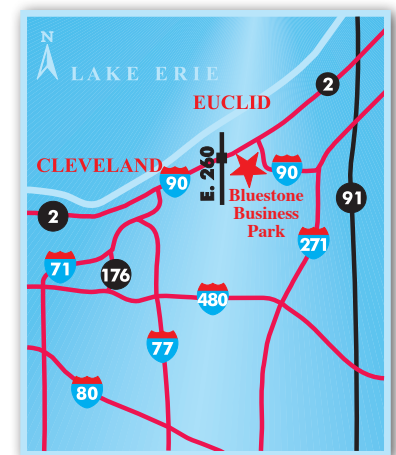 N
LAKE ERIE
2
EUCLID
E. 260
CLEVELAND
90
90
Bluestone
Business
Park
91
2
271
71
176
480
77
80